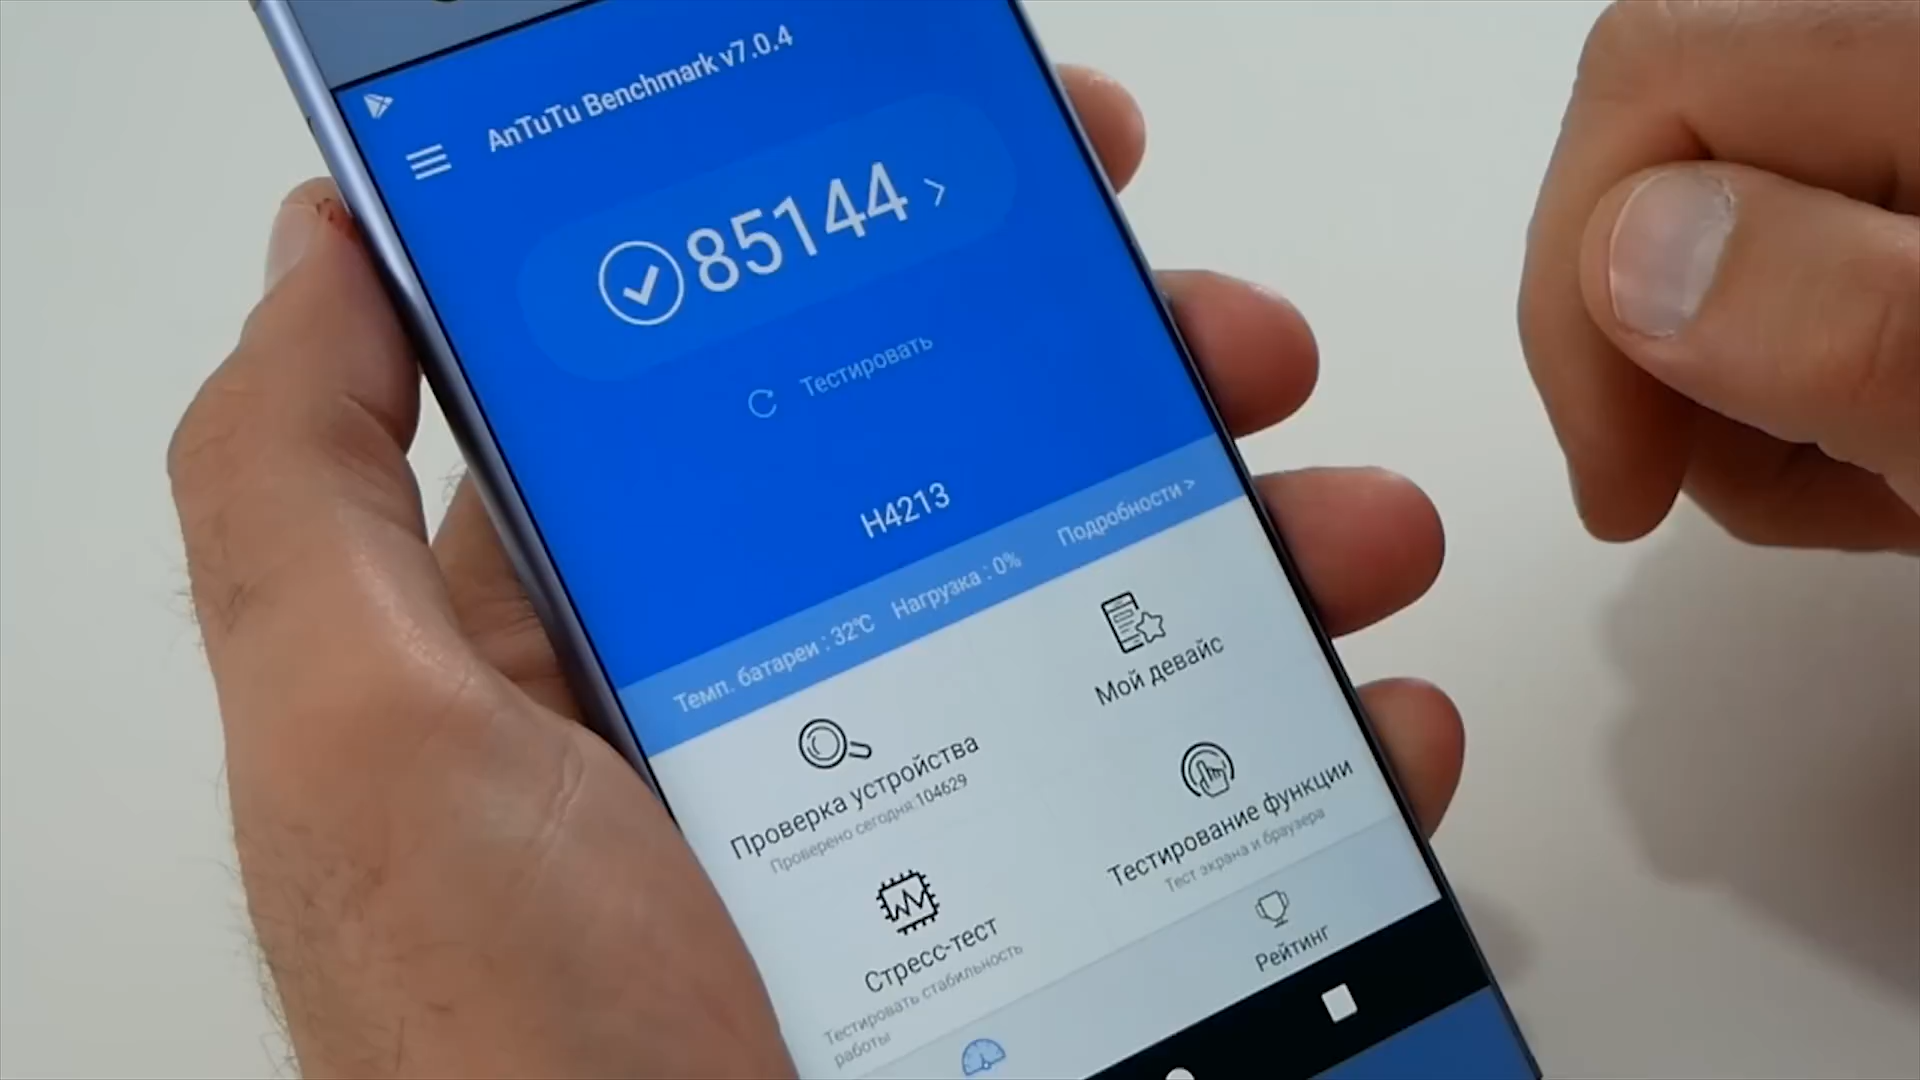 AnTuTu Benchmark v7.0.4
85144 >
Тестировать
H4213
Темп. батареи : 32℃ Нагрузка : 0% Подробности >
Мой девайс
Проверка устройства
Проверено сегодня:104629
Тестирование функции
Тест экрана и браузера
Стресс-тест
Тестировать стабильность
работы
Рейтинг